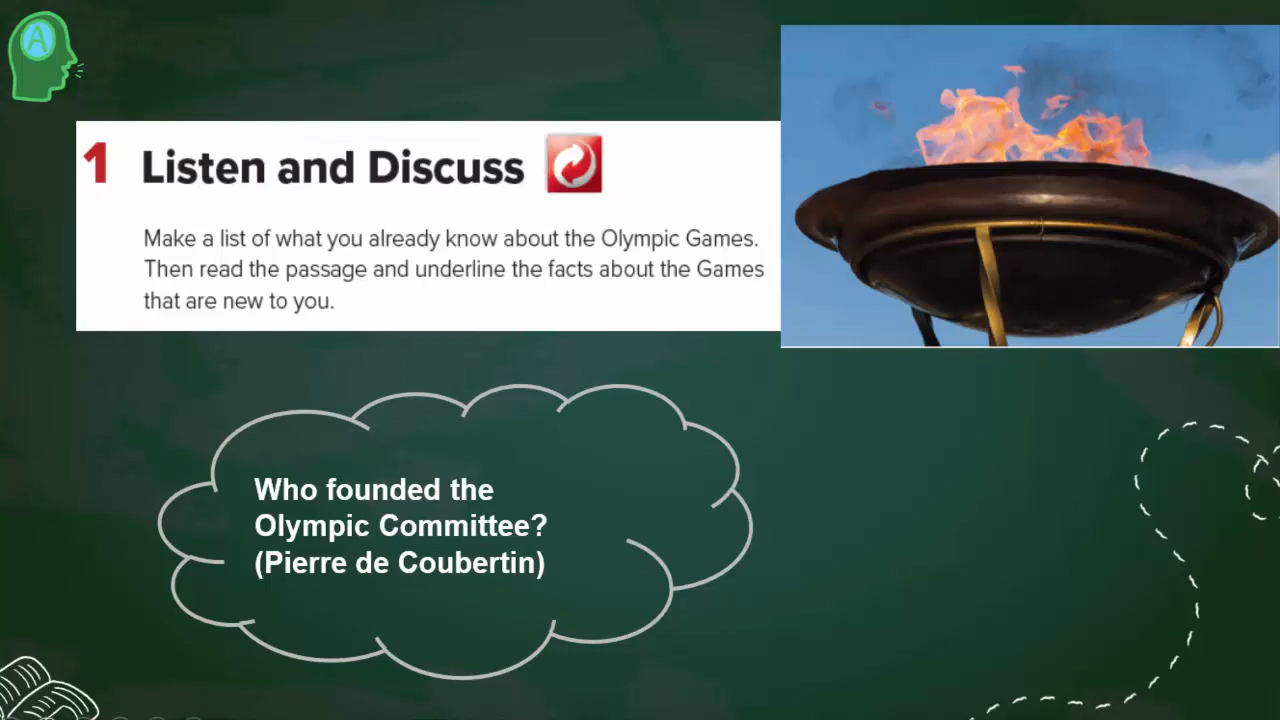 A
1 Listen and Discuss
Make a list of what you already know about the Olympic Games.
Then read the passage and underline the facts about the Games
that are new to you.
Who founded the
Olympic Committee?
(Pierre de Coubertin)